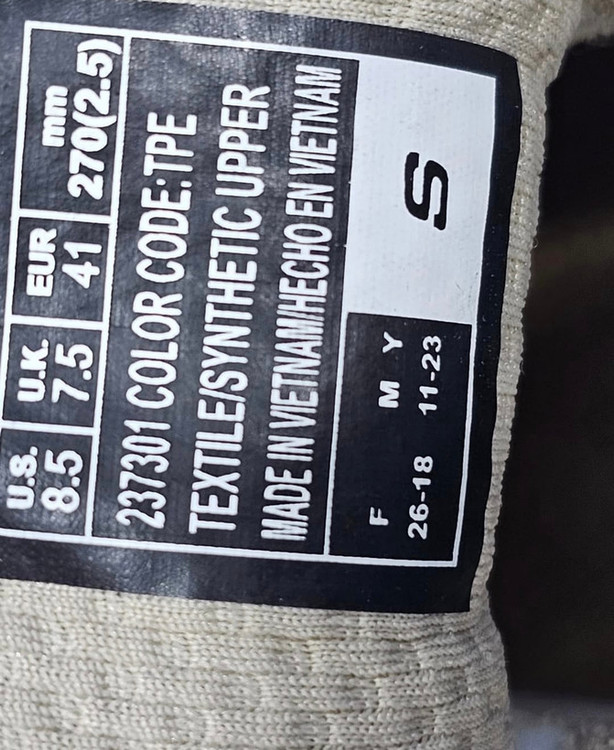 U.S. U.K. EUR mm
8.5 7.5 41 270(2.5)
237301 COLOR CODE:TPE
TEXTILE/SYNTHETIC UPPER
MADE IN VIETNAM/HECHO EN VIETNAM
F M Y
26-18 11-23
S